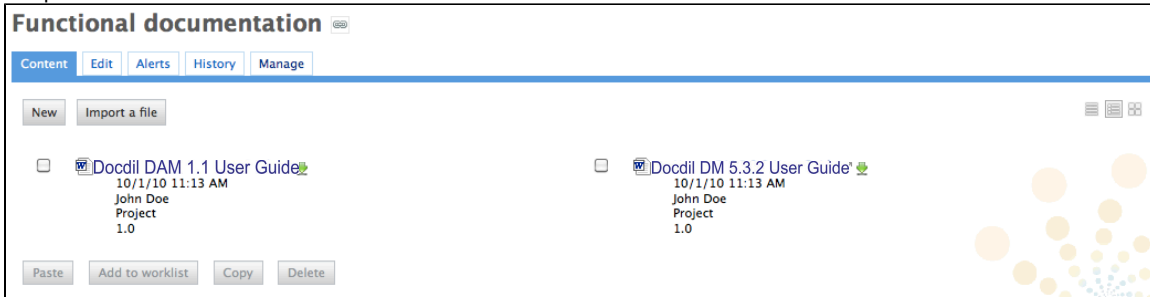 Functional documentation
Content Edit Alerts History Manage
New Import a file
Docdil DAM 1.1 User Guide
10/1/10 11:13 AM
John Doe
Project
1.0
Docdil DM 5.3.2 User Guide'
10/1/10 11:13 AM
John Doe
Project
1.0
Paste Add to worklist Copy Delete